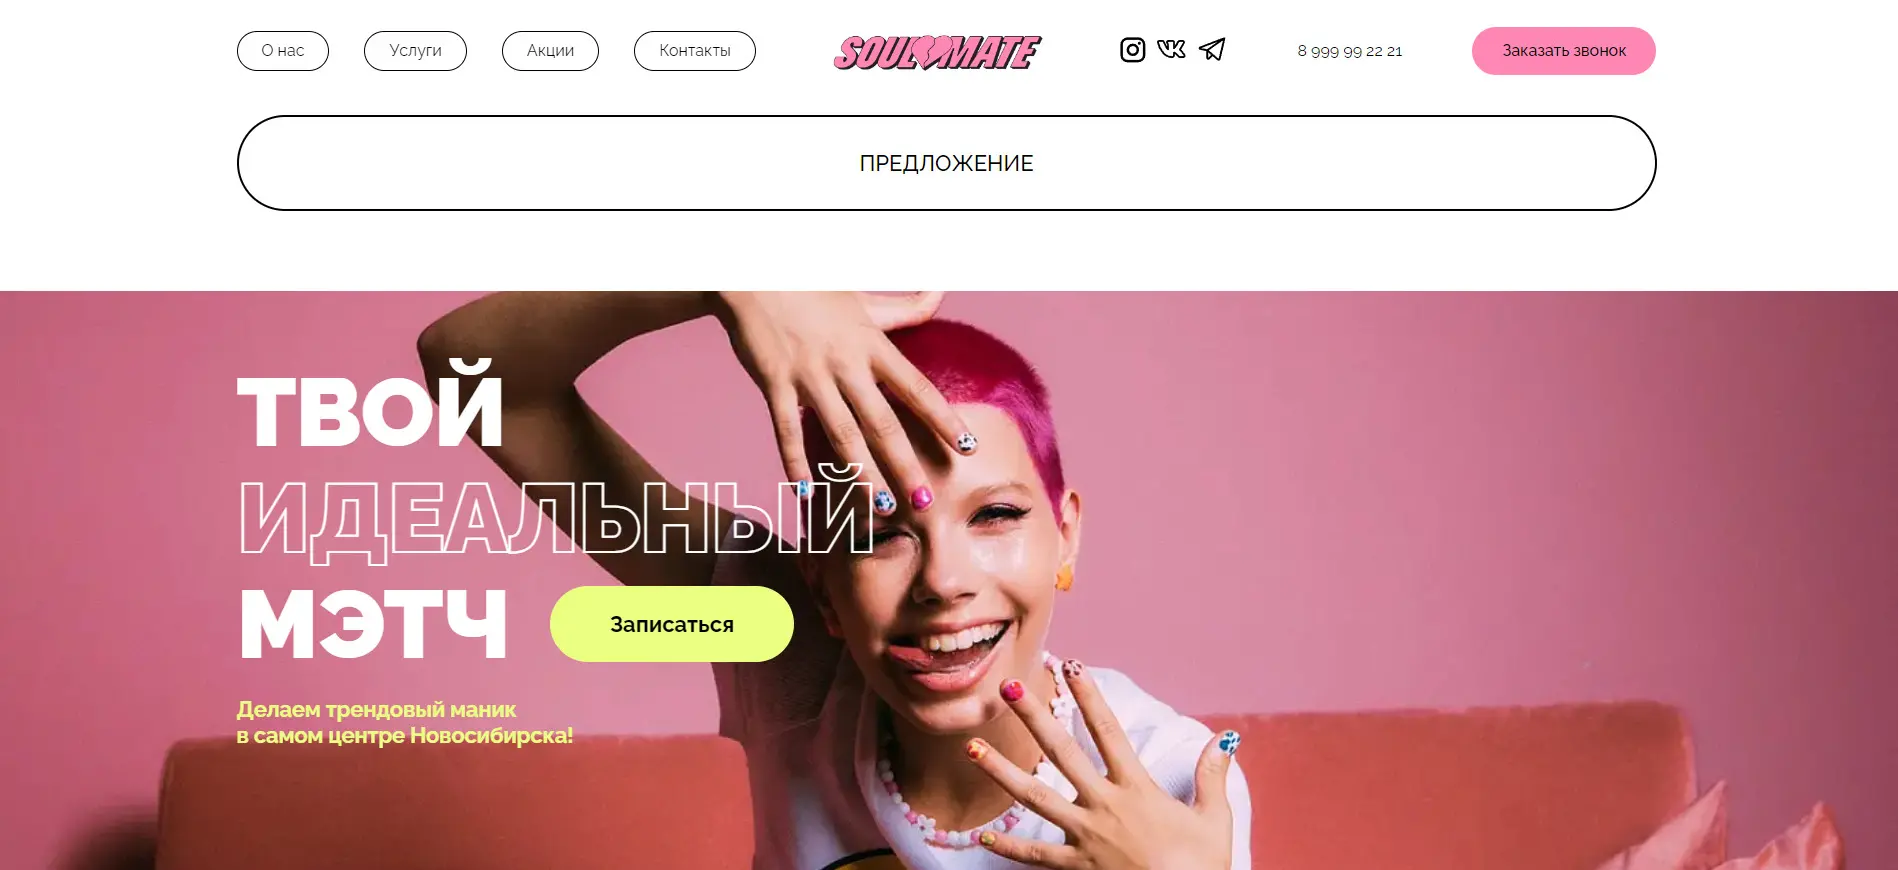 О нас
Услуги
Акции
Контакты
SOULMATE
8 999 99 22 21
Заказать звонок
ПРЕДЛОЖЕНИЕ
ТВОЙ
ИДЕАЛЬНЫЙ
МЭТЧ
Записаться
Делаем трендовый маник
в самом центре Новосибирска!